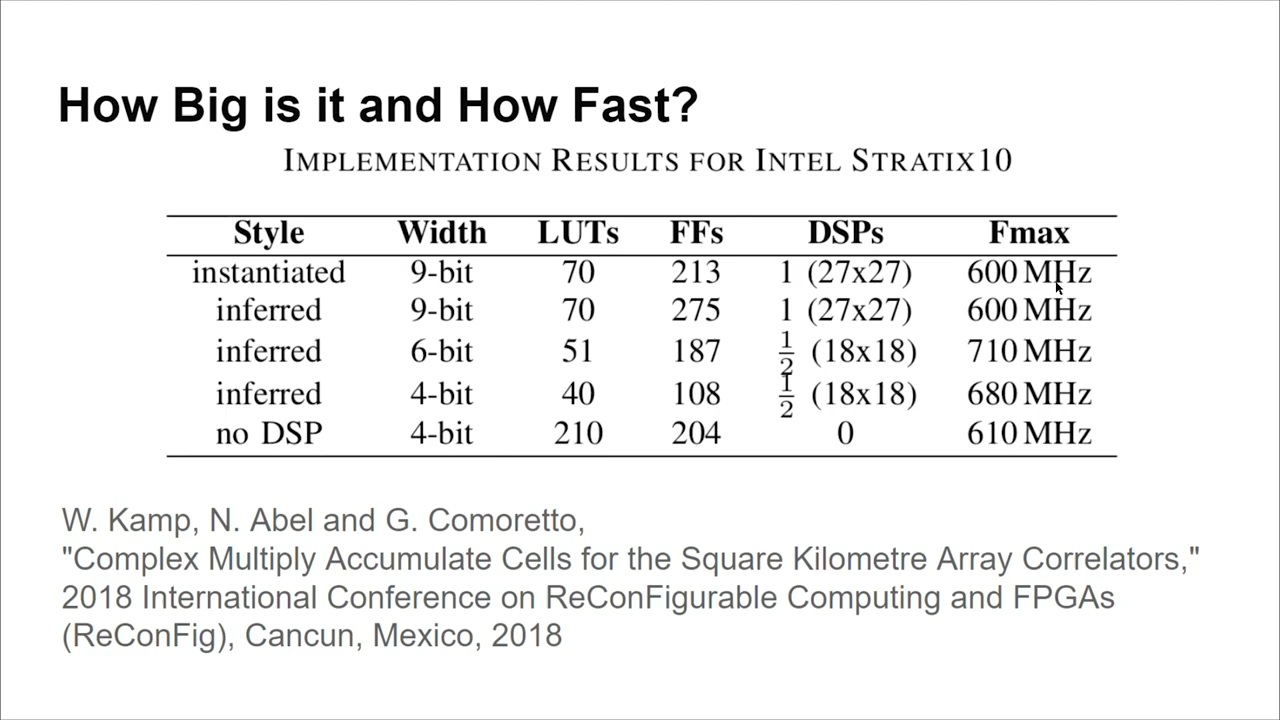 How Big is it and How Fast?
IMPLEMENTATION RESULTS FOR INTEL STRATIX10
Style Width LUTs FFs DSPs Fmax
instantiated 9-bit 70 213 1 (27x27) 600 MHz
inferred 9-bit 70 275 1 (27x27) 600 MHz
inferred 6-bit 51 187 1/2 (18x18) 710 MHz
inferred 4-bit 40 108 1/2 (18x18) 680 MHz
no DSP 4-bit 210 204 0 610 MHz
W. Kamp, N. Abel and G. Comoretto,
"Complex Multiply Accumulate Cells for the Square Kilometre Array Correlators,"
2018 International Conference on ReConFigurable Computing and FPGAs
(ReConFig), Cancun, Mexico, 2018